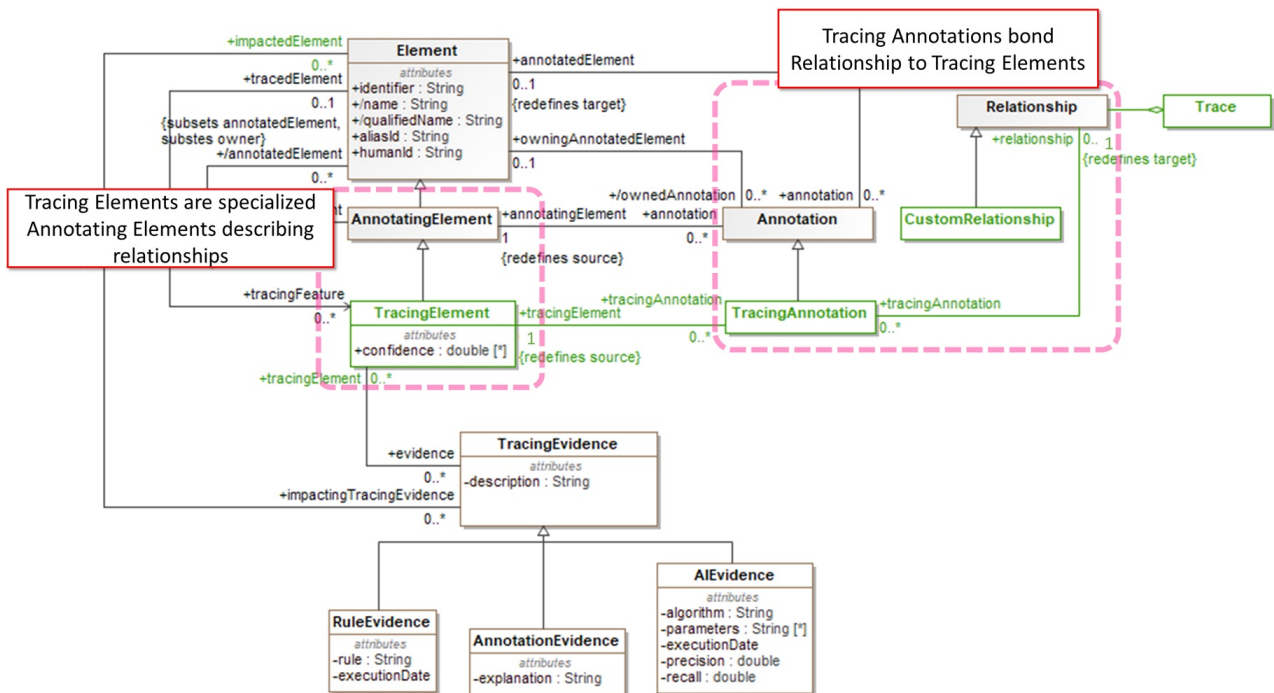 Tracing Annotations bond
Relationship to Tracing Elements
+impactedElement
0..*
Element
attributes
+identifier : String
+/name : String
+/qualifiedName : String
+aliasId : String
+humanId : String
+annotatedElement
0..1
{redefines target}
+tracedElement
0..1
{subsets annotatedElement,
substes owner}
+/annotatedElement
0..*
+owningAnnotatedElement
0..1
Relationship
Trace
+relationship
0..
1
{redefines target}
Tracing Elements are specialized
Annotating Elements describing
relationships
AnnotatingElement
+annotatingElement
1
{redefines source}
+/ownedAnnotation
0..*
+annotation
0..*
+annotation
0..*
Annotation
CustomRelationship
+tracingFeature
0..*
TracingElement
attributes
+confidence : double [*]
+tracingElement
1
{redefines source}
+tracingAnnotation
0..*
TracingAnnotation
+tracingAnnotation
0..*
+tracingElement
0..*
+evidence
0..*
+impactingTracingEvidence
0..*
TracingEvidence
attributes
-description : String
RuleEvidence
attributes
-rule : String
-executionDate
AnnotationEvidence
attributes
-explanation : String
AIEvidence
attributes
-algorithm : String
-parameters : String [*]
-executionDate
-precision : double
-recall : double